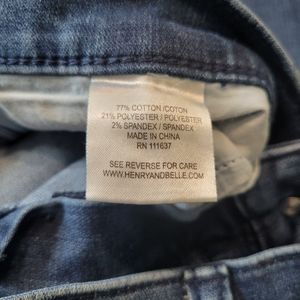 77% COTTON/COTON
21% POLYESTER / POLYESTER
2% SPANDEX / SPANDEX
MADE IN CHINA
RN 111637
SEE REVERSE FOR CARE
WWW.HENRYANDBELLE.COM